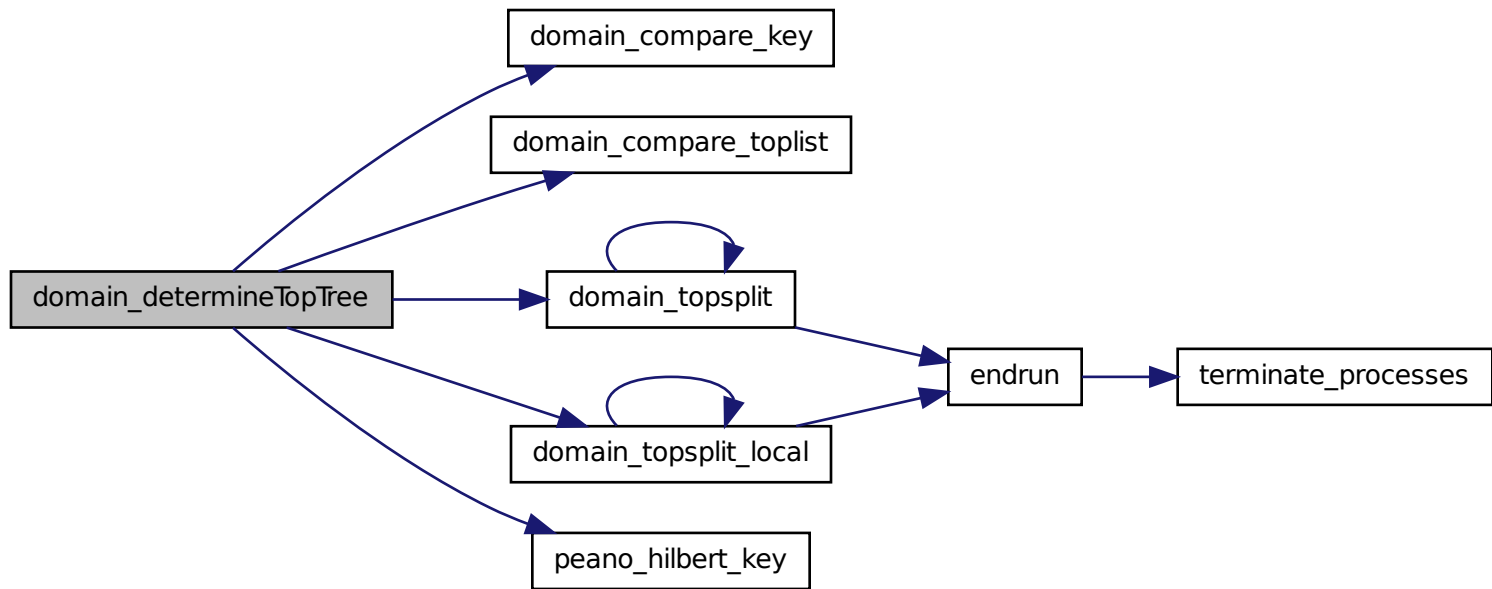 domain_compare_key
domain_compare_toplist
domain_determineTopTree
domain_topsplit
endrun
terminate_processes
domain_topsplit_local
peano_hilbert_key